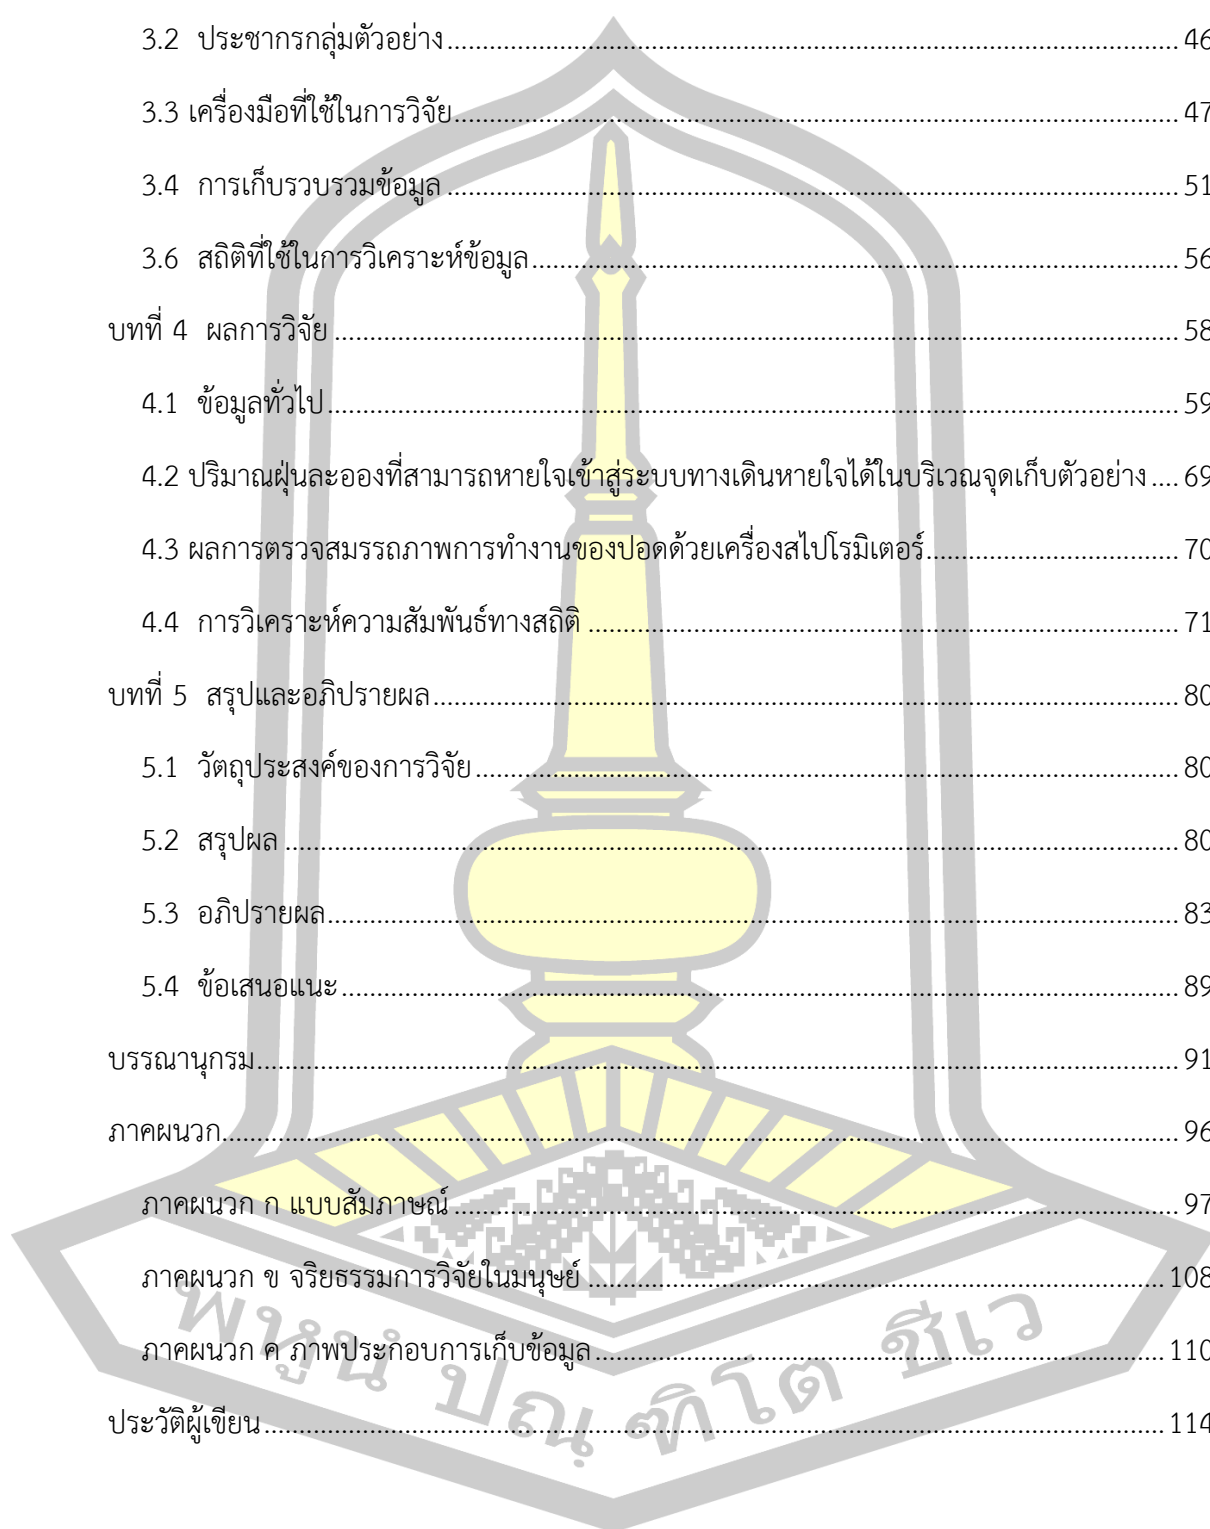 3.2 ประชากรกลุ่มตัวอย่าง ........ 46
3.3 เครื่องมือที่ใช้ในการวิจัย ........ 47
3.4 การเก็บรวบรวมข้อมูล ........ 51
3.6 สถิติที่ใช้ในการวิเคราะห์ข้อมูล ........ 56
บทที่ 4 ผลการวิจัย ........ 58
4.1 ข้อมูลทั่วไป ........ 59
4.2 ปริมาณฝุ่นละอองที่สามารถหายใจเข้าสู่ระบบทางเดินหายใจได้ในบริเวณจุดเก็บตัวอย่าง .... 69
4.3 ผลการตรวจสมรรถภาพการทำงานของปอดด้วยเครื่องสไปโรมิเตอร์ ........ 70
4.4 การวิเคราะห์ความสัมพันธ์ทางสถิติ ........ 71
บทที่ 5 สรุปและอภิปรายผล ........ 80
5.1 วัตถุประสงค์ของการวิจัย ........ 80
5.2 สรุปผล ........ 80
5.3 อภิปรายผล ........ 83
5.4 ข้อเสนอแนะ ........ 89
บรรณานุกรม ........ 91
ภาคผนวก ........ 96
ภาคผนวก ก แบบสัมภาษณ์ ........ 97
ภาคผนวก ข จริยธรรมการวิจัยในมนุษย์ ........ 108
ภาคผนวก ค ภาพประกอบการเก็บข้อมูล ........ 110
ประวัติผู้เขียน ........ 114
พหูนํ ปณฺฑิโต ชีเว